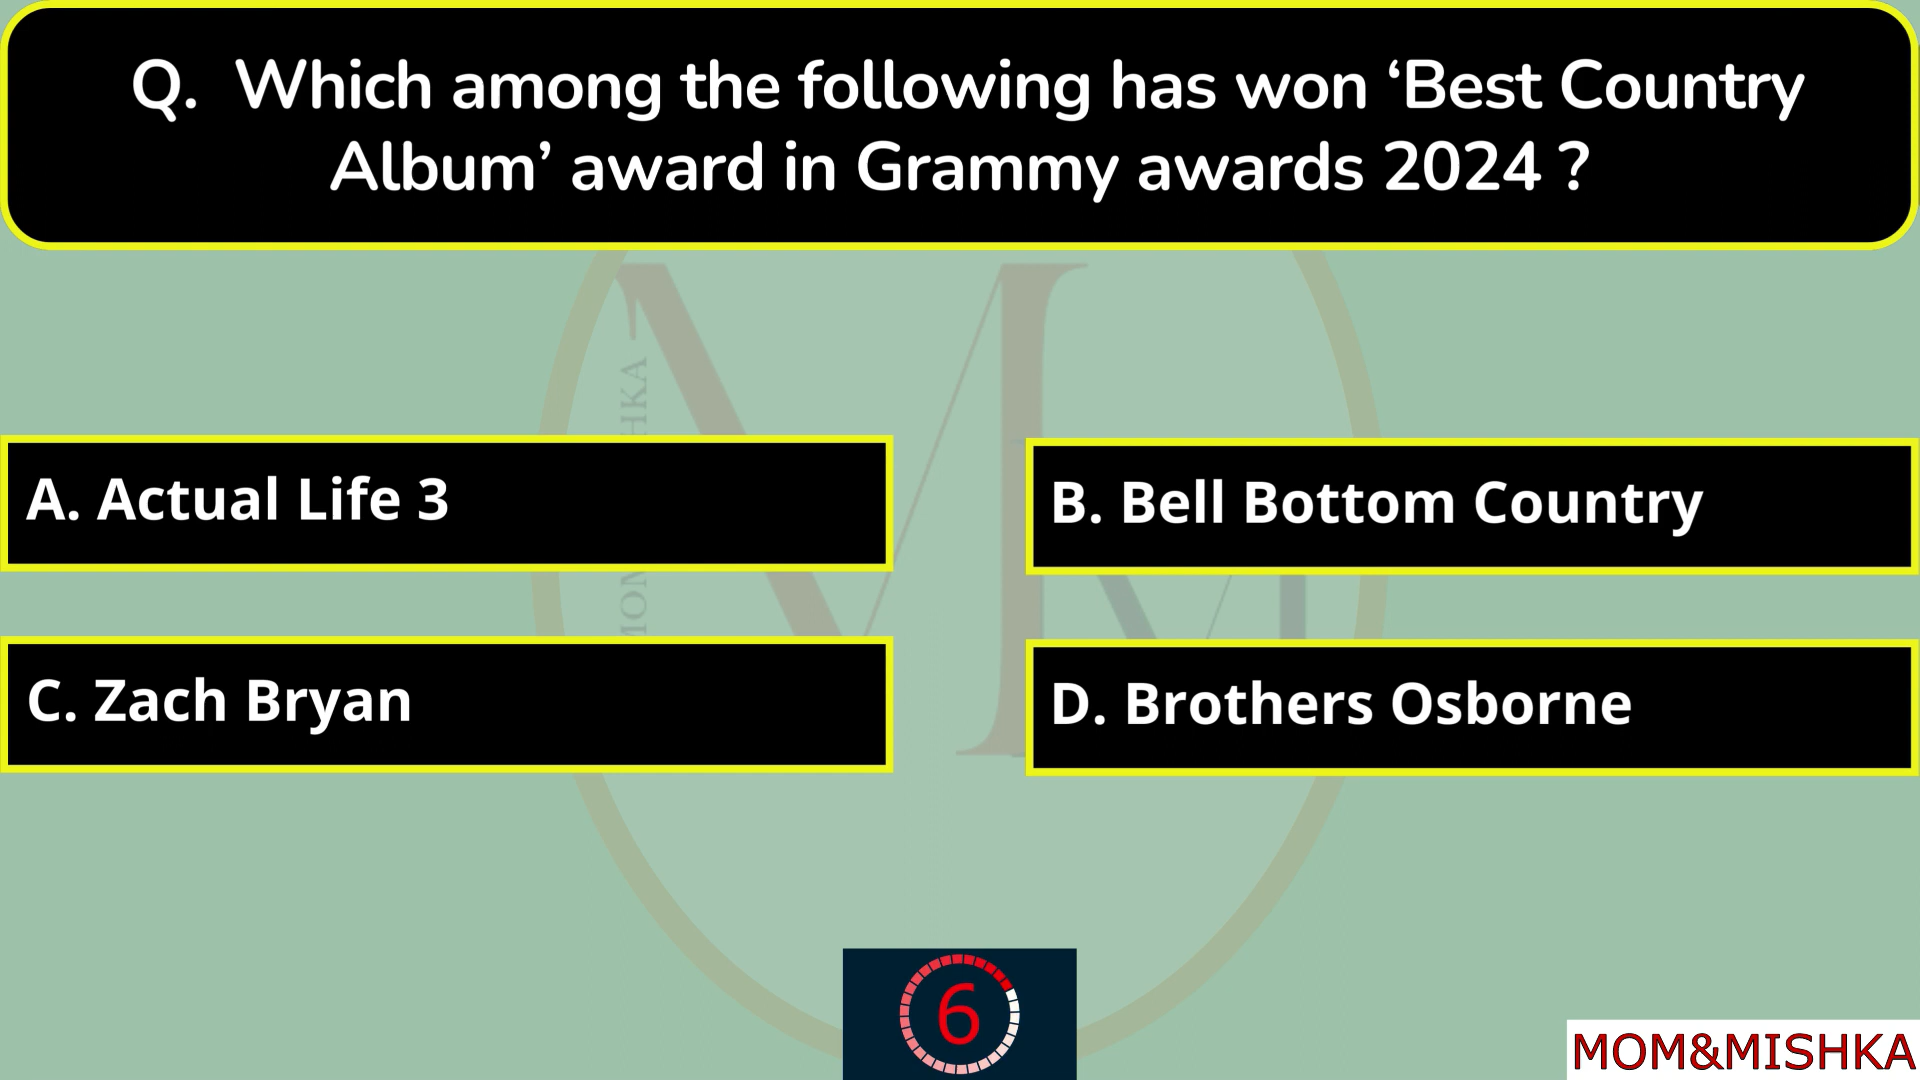 Q. Which among the following has won ‘Best Country
Album’ award in Grammy awards 2024 ?
A. Actual Life 3
B. Bell Bottom Country
C. Zach Bryan
D. Brothers Osborne
6
MOM&MISHKA